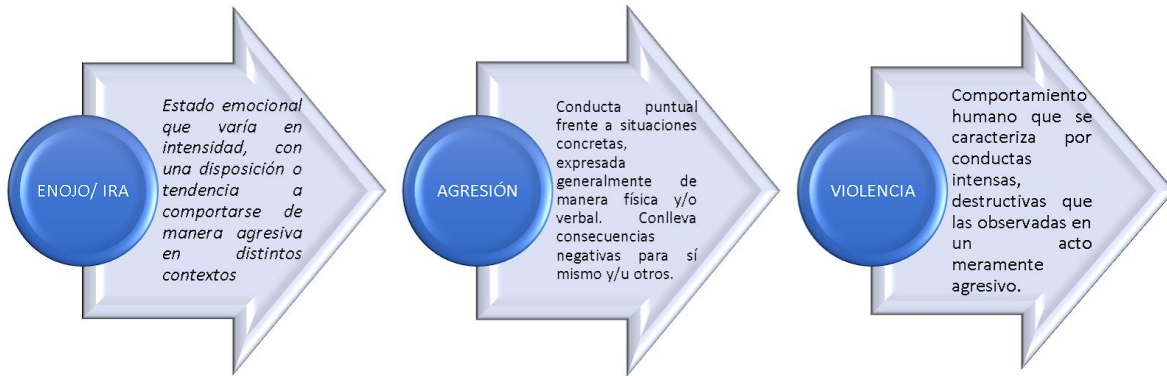 ENOJO/ IRA
Estado emocional
que varía en
intensidad, con
una disposición o
tendencia a
comportarse de
manera agresiva
en distintos
contextos
AGRESIÓN
Conducta puntual
frente a situaciones
concretas,
expresada
generalmente de
manera física y/o
verbal. Conlleva
consecuencias
negativas para sí
mismo y/u otros.
VIOLENCIA
Comportamiento
humano que se
caracteriza por
conductas
intensas,
destructivas que
las observadas en
un acto
meramente
agresivo.